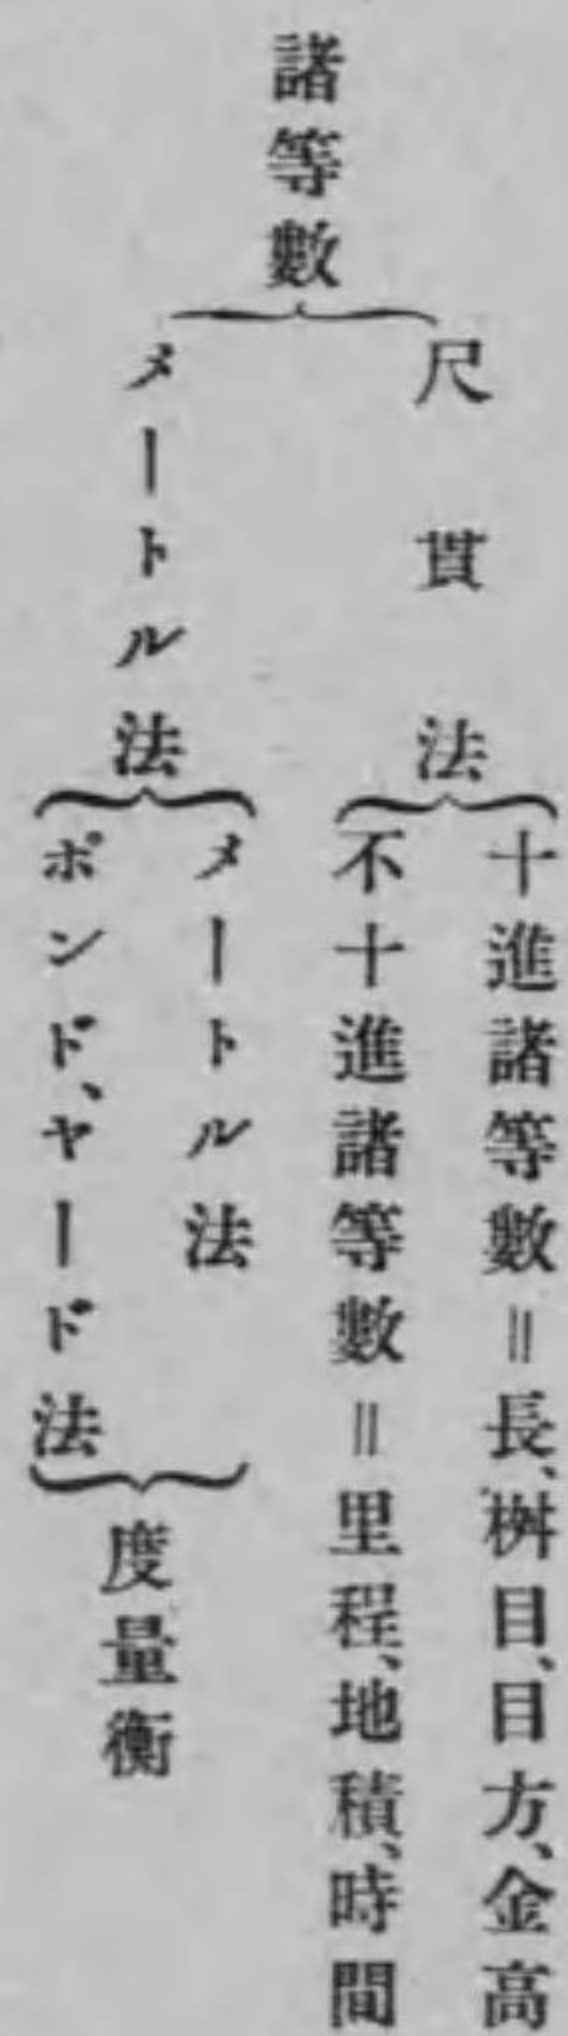 諸等數
尺貫法
十進諸等數＝長、桝目、目方、金高
不十進諸等數＝里程、地積、時間
メートル法
メートル法
ポンド、ヤード法
度量衡